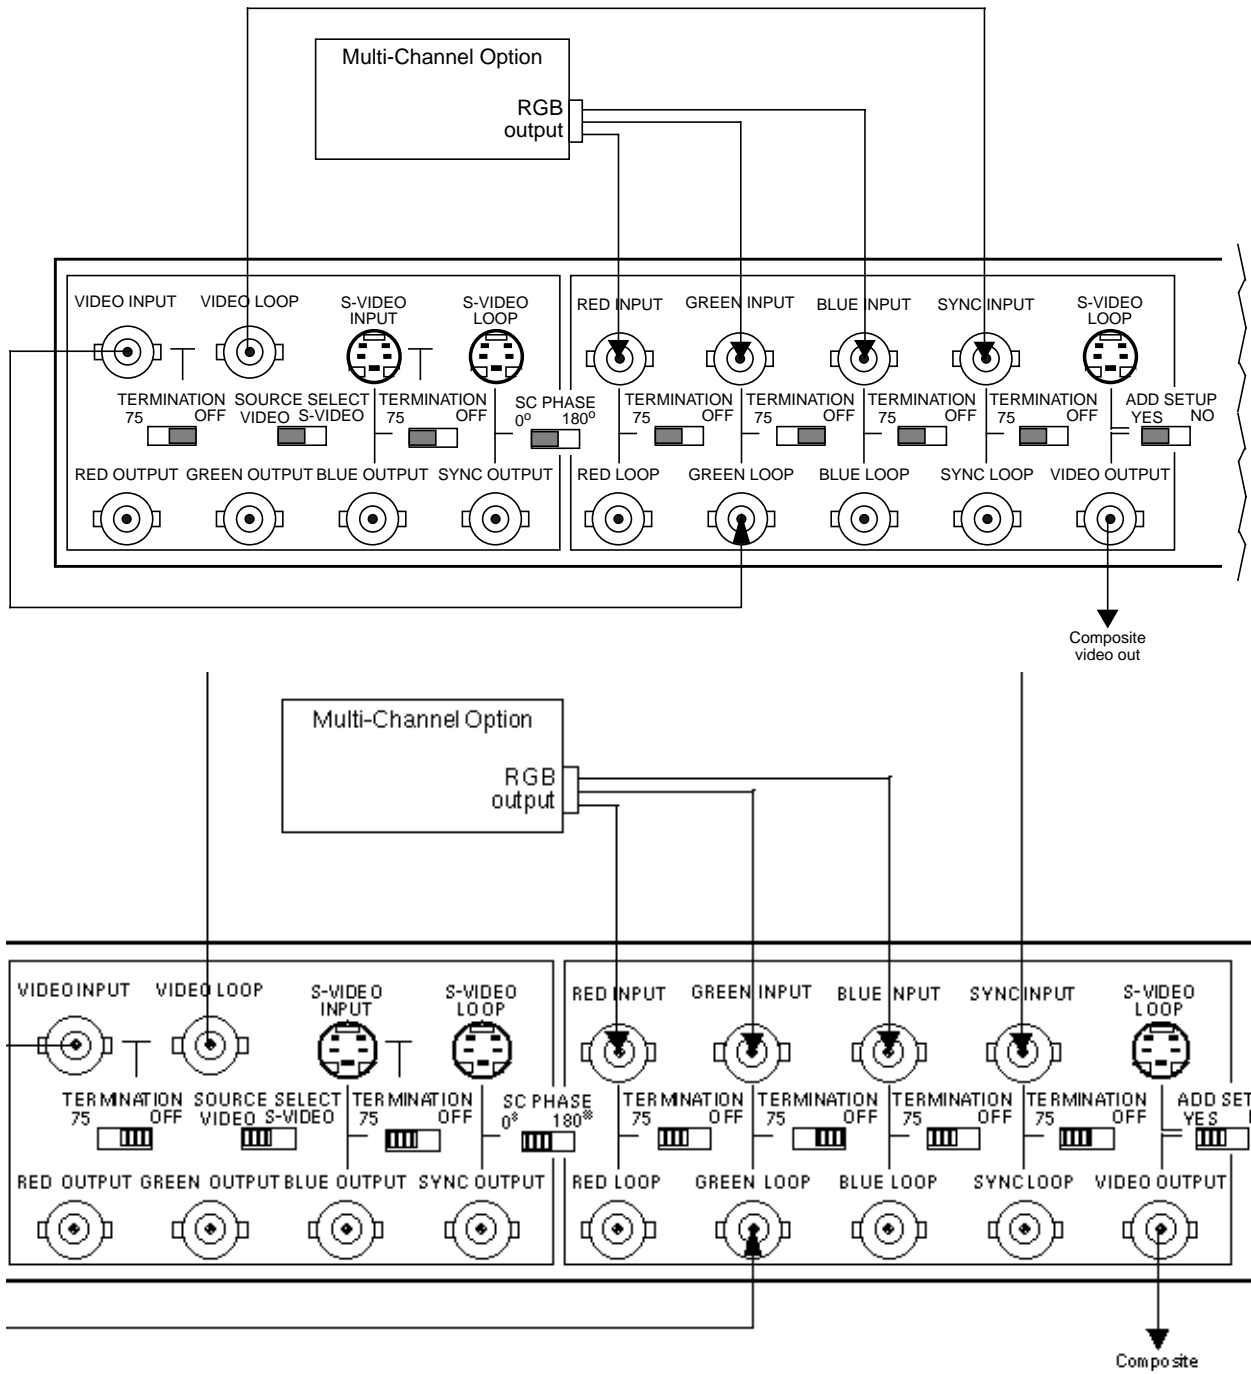 Multi-Channel Option
RGB
output
VIDEO INPUT VIDEO LOOP S-VIDEO INPUT S-VIDEO LOOP RED INPUT GREEN INPUT BLUE INPUT SYNC INPUT S-VIDEO LOOP
TERMINATION 75 OFF SOURCE SELECT VIDEO S-VIDEO TERMINATION 75 OFF SC PHASE 0º 180º TERMINATION 75 OFF TERMINATION 75 OFF TERMINATION 75 OFF TERMINATION 75 OFF ADD SETUP YES NO
RED OUTPUT GREEN OUTPUT BLUE OUTPUT SYNC OUTPUT RED LOOP GREEN LOOP BLUE LOOP SYNC LOOP VIDEO OUTPUT
Composite
video out
Multi-Channel Option
RGB
output
VIDEO INPUT VIDEO LOOP S-VIDEO INPUT S-VIDEO LOOP RED INPUT GREEN INPUT BLUE INPUT SYNC INPUT S-VIDEO LOOP
TERMINATION 75 OFF SOURCE SELECT VIDEO S-VIDEO TERMINATION 75 OFF SC PHASE 0* 180* TERMINATION 75 OFF TERMINATION 75 OFF TERMINATION 75 OFF TERMINATION 75 OFF ADD SET YES
RED OUTPUT GREEN OUTPUT BLUE OUTPUT SYNC OUTPUT RED LOOP GREEN LOOP BLUE LOOP SYNC LOOP VIDEO OUTPUT
Composite